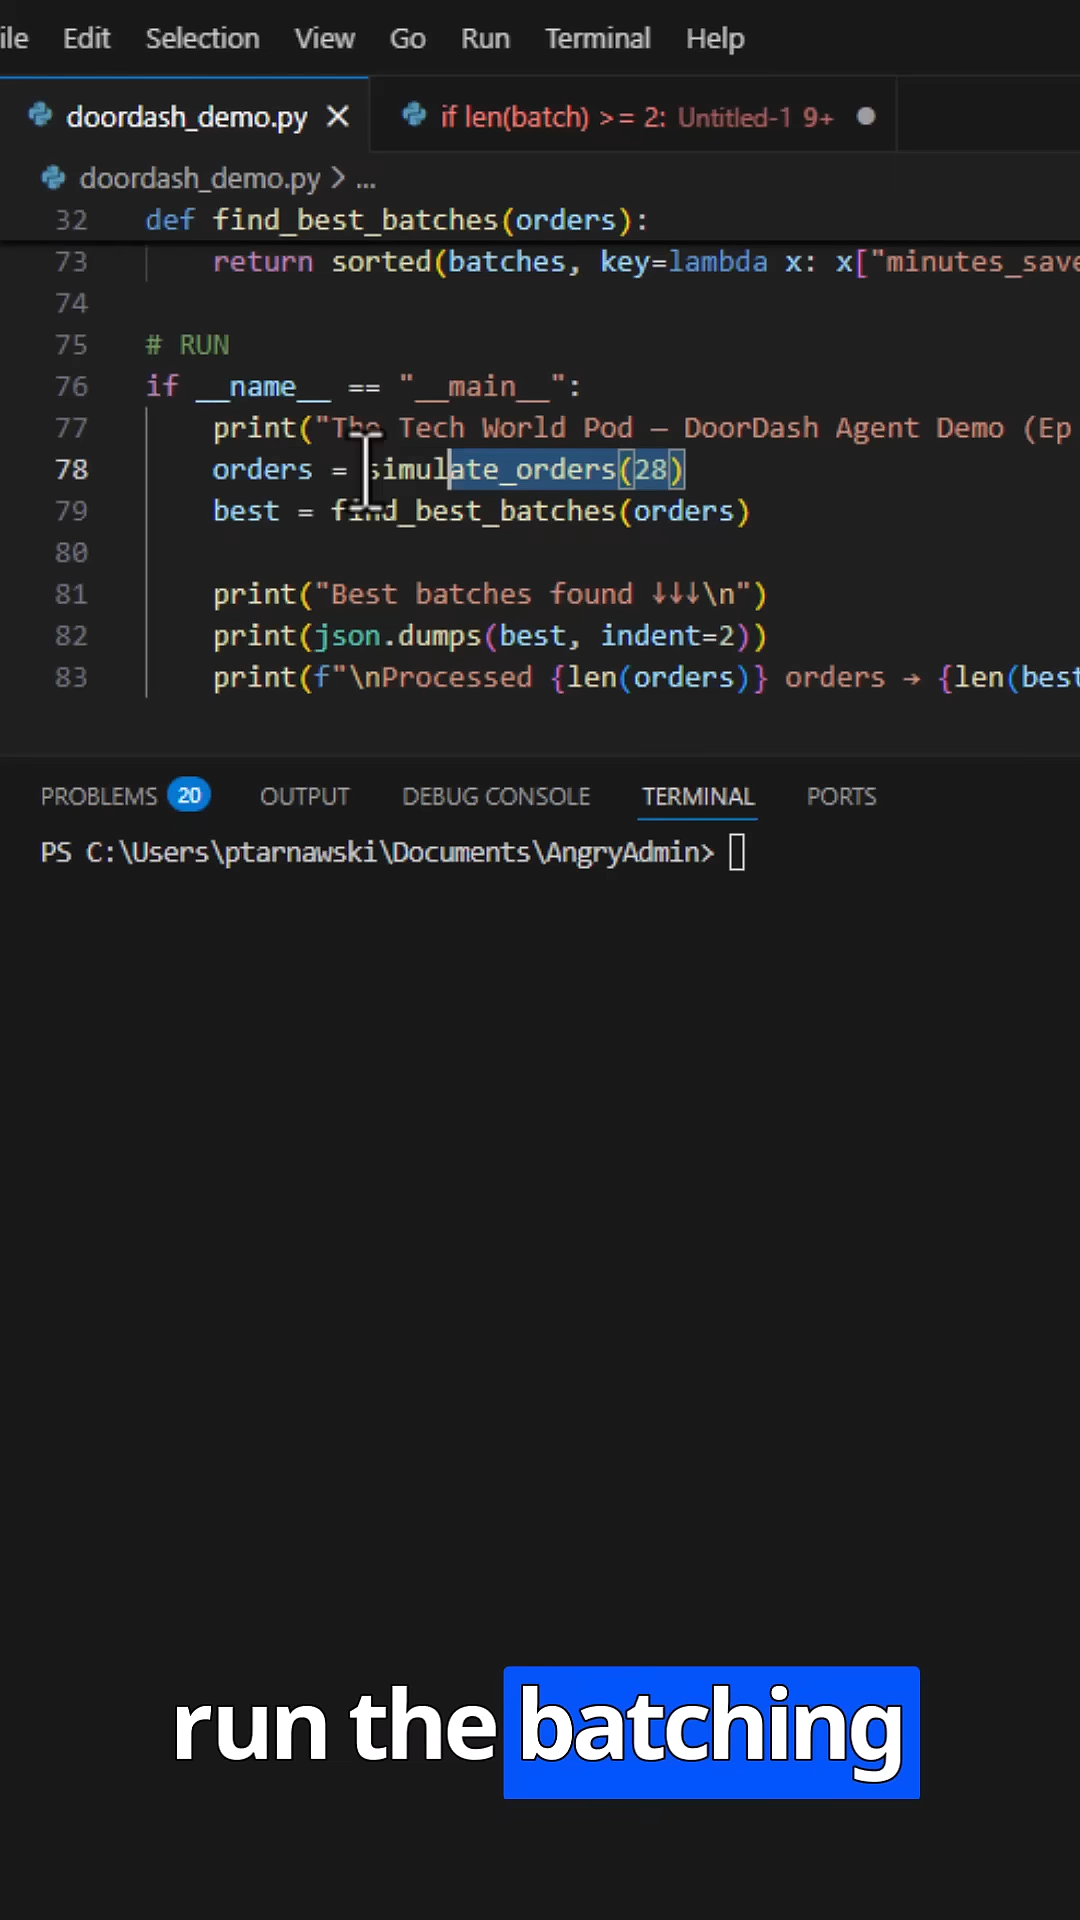 ile Edit Selection View Go Run Terminal Help
doordash_demo.py if len(batch) >= 2: Untitled-1 9+
doordash_demo.py > ...
32 def find_best_batches(orders):
73 return sorted(batches, key=lambda x: x["minutes_save
74
75 # RUN
76 if __name__ == "__main__":
77 print("The Tech World Pod — DoorDash Agent Demo (Ep
78 orders = simulate_orders(28)
79 best = find_best_batches(orders)
80
81 print("Best batches found ↓↓↓\n")
82 print(json.dumps(best, indent=2))
83 print(f"\nProcessed {len(orders)} orders → {len(best
PROBLEMS 20 OUTPUT DEBUG CONSOLE TERMINAL PORTS
PS C:\Users\ptarnawski\Documents\AngryAdmin>
run the batching